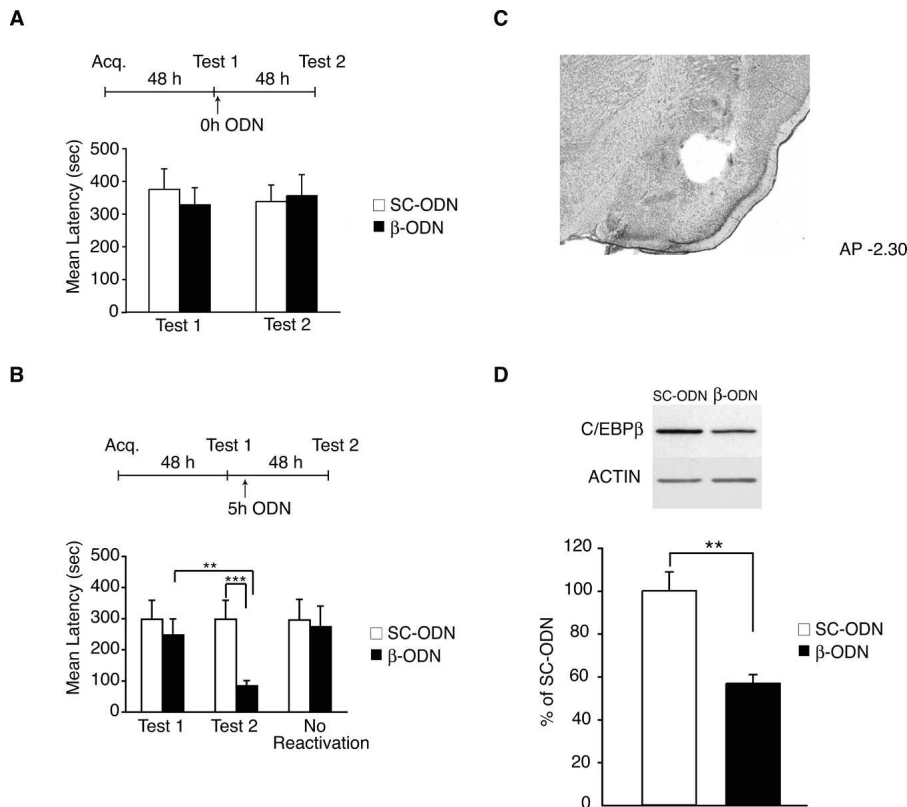 A
Acq. Test 1 Test 2
48 h 48 h
0h ODN
Mean Latency (sec)
500
400
300
200
100
0
Test 1 Test 2
SC-ODN
β-ODN
B
Acq. Test 1 Test 2
48 h 48 h
5h ODN
Mean Latency (sec)
500
400
300
200
100
0
**
***
Test 1 Test 2 No
Reactivation
SC-ODN
β-ODN
C
AP -2.30
D
SC-ODN β-ODN
C/EBPβ
ACTIN
% of SC-ODN
120
100
80
60
40
20
0
**
SC-ODN
β-ODN